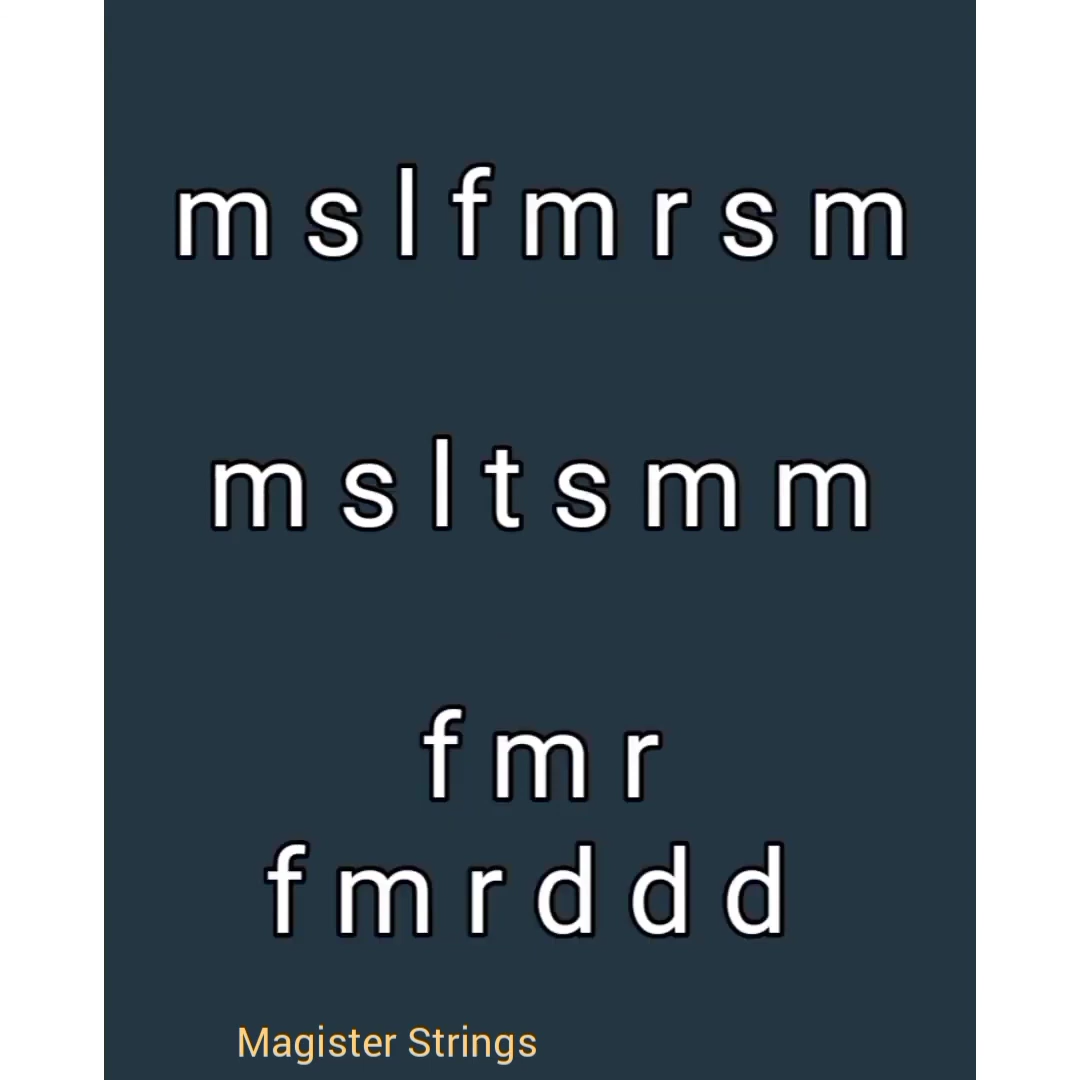 m s l f m r s m
m s l t s m m
f m r
f m r d d d
Magister Strings